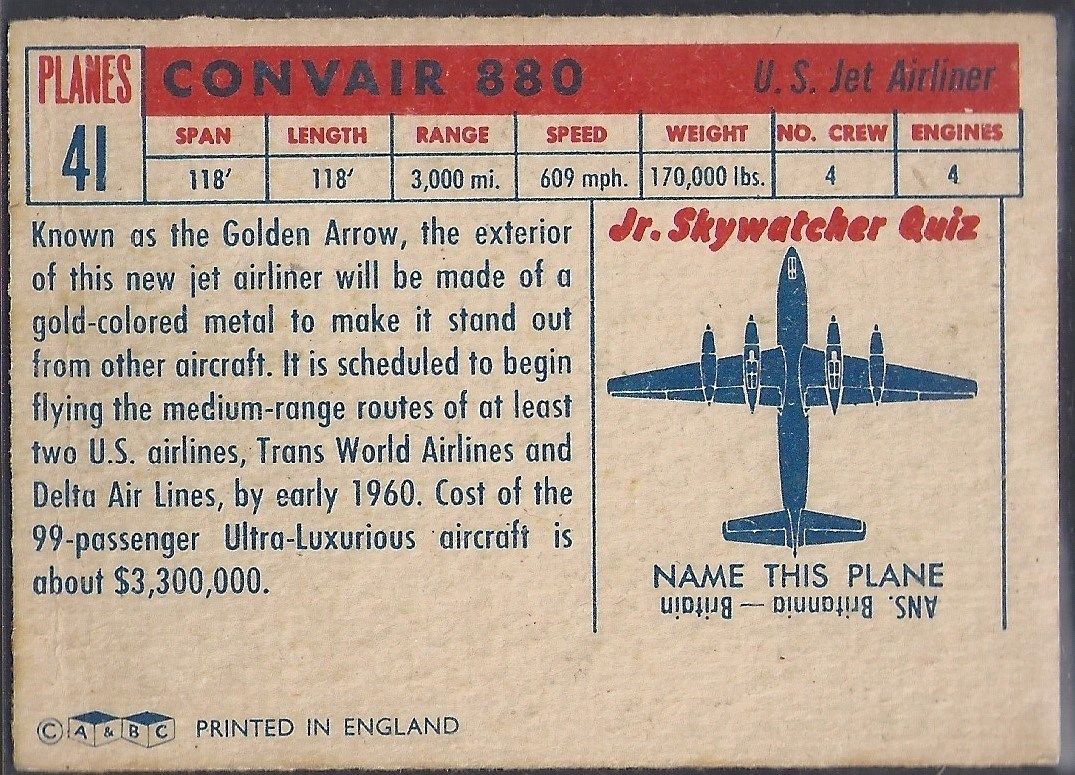 PLANES
41
CONVAIR 880 U. S. Jet Airliner
SPAN LENGTH RANGE SPEED WEIGHT NO. CREW ENGINES
118′ 118′ 3,000 mi. 609 mph. 170,000 lbs. 4 4
Known as the Golden Arrow, the exterior
of this new jet airliner will be made of a
gold-colored metal to make it stand out
from other aircraft. It is scheduled to begin
flying the medium-range routes of at least
two U.S. airlines, Trans World Airlines and
Delta Air Lines, by early 1960. Cost of the
99-passenger Ultra-Luxurious aircraft is
about $3,300,000.
Jr. Skywatcher Quiz
NAME THIS PLANE
ANS. Britannia — Britain
© A & B C PRINTED IN ENGLAND